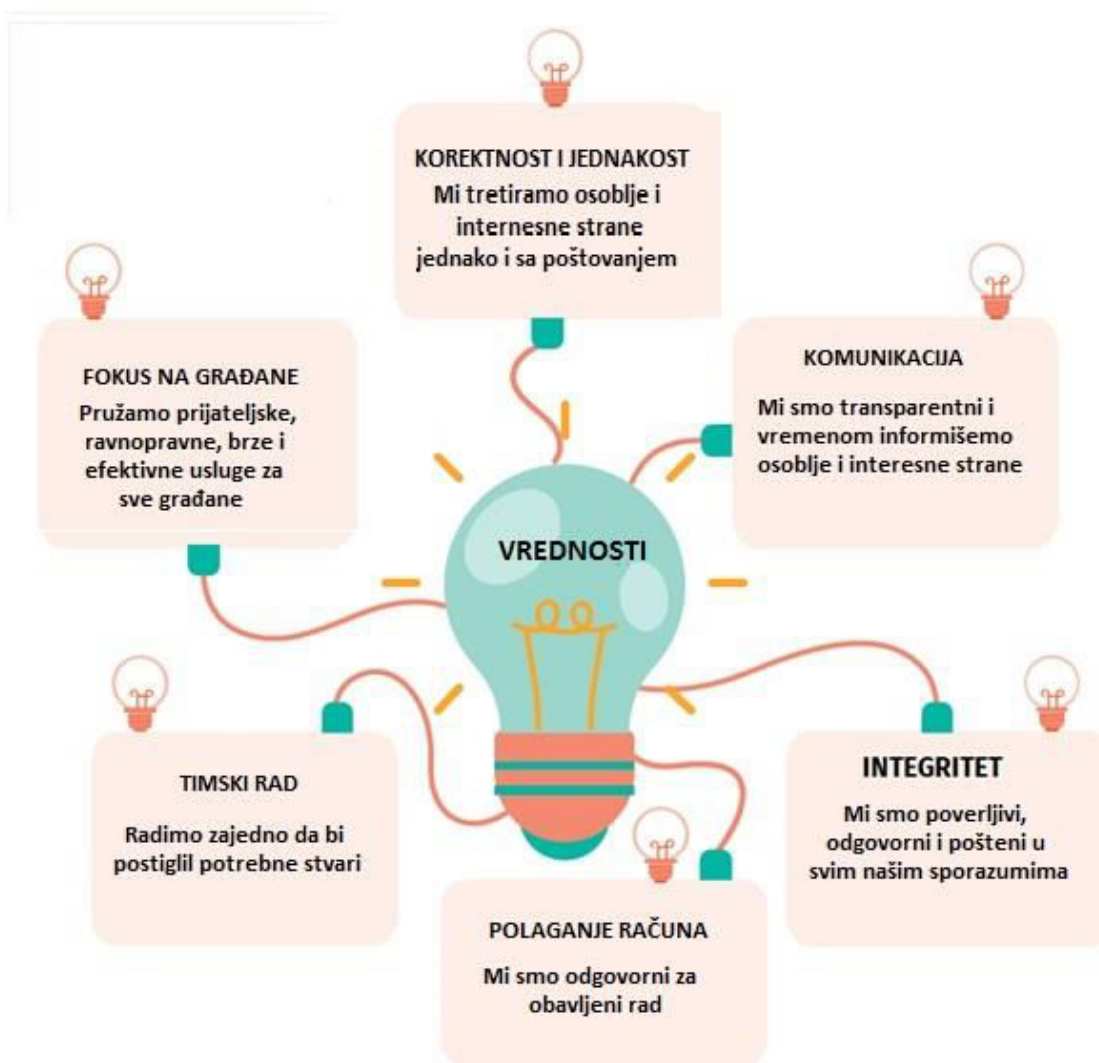 KOREKTNOST I JEDNAKOST
Mi tretiramo osoblje i
internesne strane
jednako i sa poštovanjem
FOKUS NA GRAĐANE
Pružamo prijateljske,
ravnopravne, brze i
efektivne usluge za
sve građane
KOMUNIKACIJA
Mi smo transparentni i
vremenom informišemo
osoblje i interesne strane
VREDNOSTI
TIMSKI RAD
Radimo zajedno da bi
postiglil potrebne stvari
INTEGRITET
Mi smo poverljivi,
odgovorni i pošteni u
svim našim sporazumima
POLAGANJE RAČUNA
Mi smo odgovorni za
obavljeni rad